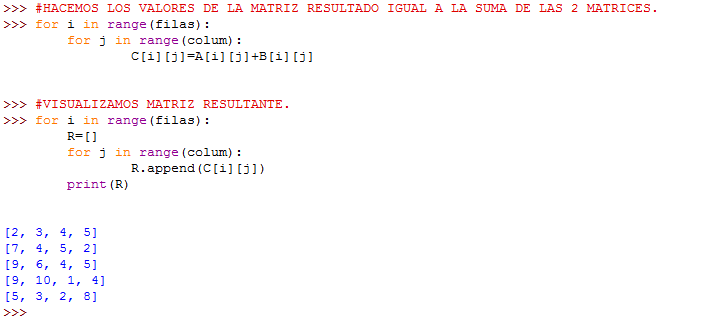 >>> #HACEMOS LOS VALORES DE LA MATRIZ RESULTADO IGUAL A LA SUMA DE LAS 2 MATRICES.
>>> for i in range(filas):
        for j in range(colum):
                C[i][j]=A[i][j]+B[i][j]
>>> #VISUALIZAMOS MATRIZ RESULTANTE.
>>> for i in range(filas):
        R=[]
        for j in range(colum):
                R.append(C[i][j])
        print(R)
[2, 3, 4, 5]
[7, 4, 5, 2]
[9, 6, 4, 5]
[9, 10, 1, 4]
[5, 3, 2, 8]
>>>